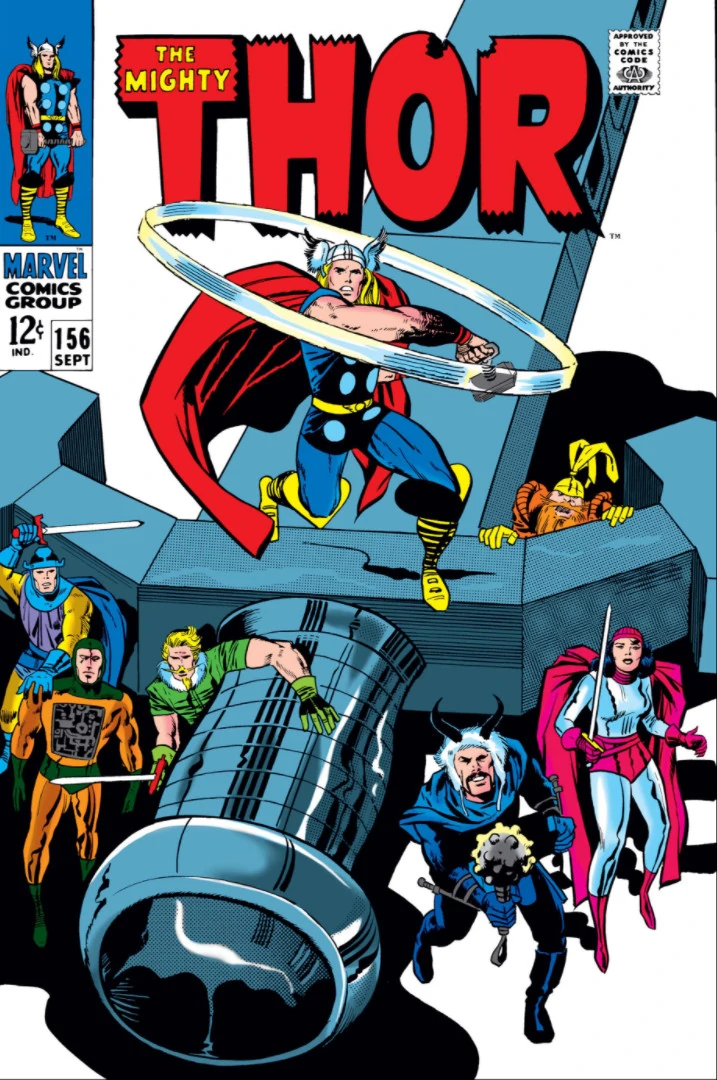 THE
MIGHTY
THOR
TM
APPROVED
BY THE
COMICS
CODE
CA
AUTHORITY
TM
MARVEL
TM
COMICS
GROUP
12¢
IND.
156
SEPT